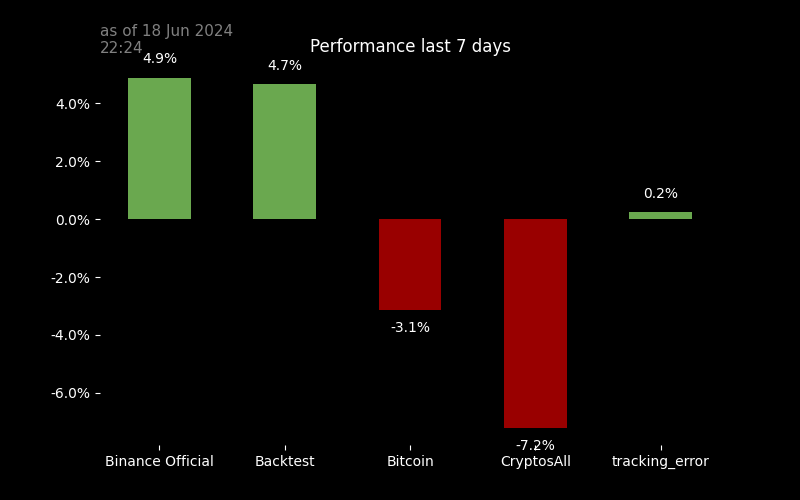 as of 18 Jun 2024
22:24
Performance last 7 days
4.9%
4.7%
0.2%
-3.1%
-7.2%
4.0%
2.0%
0.0%
-2.0%
-4.0%
-6.0%
Binance Official
Backtest
Bitcoin
CryptosAll
tracking_error